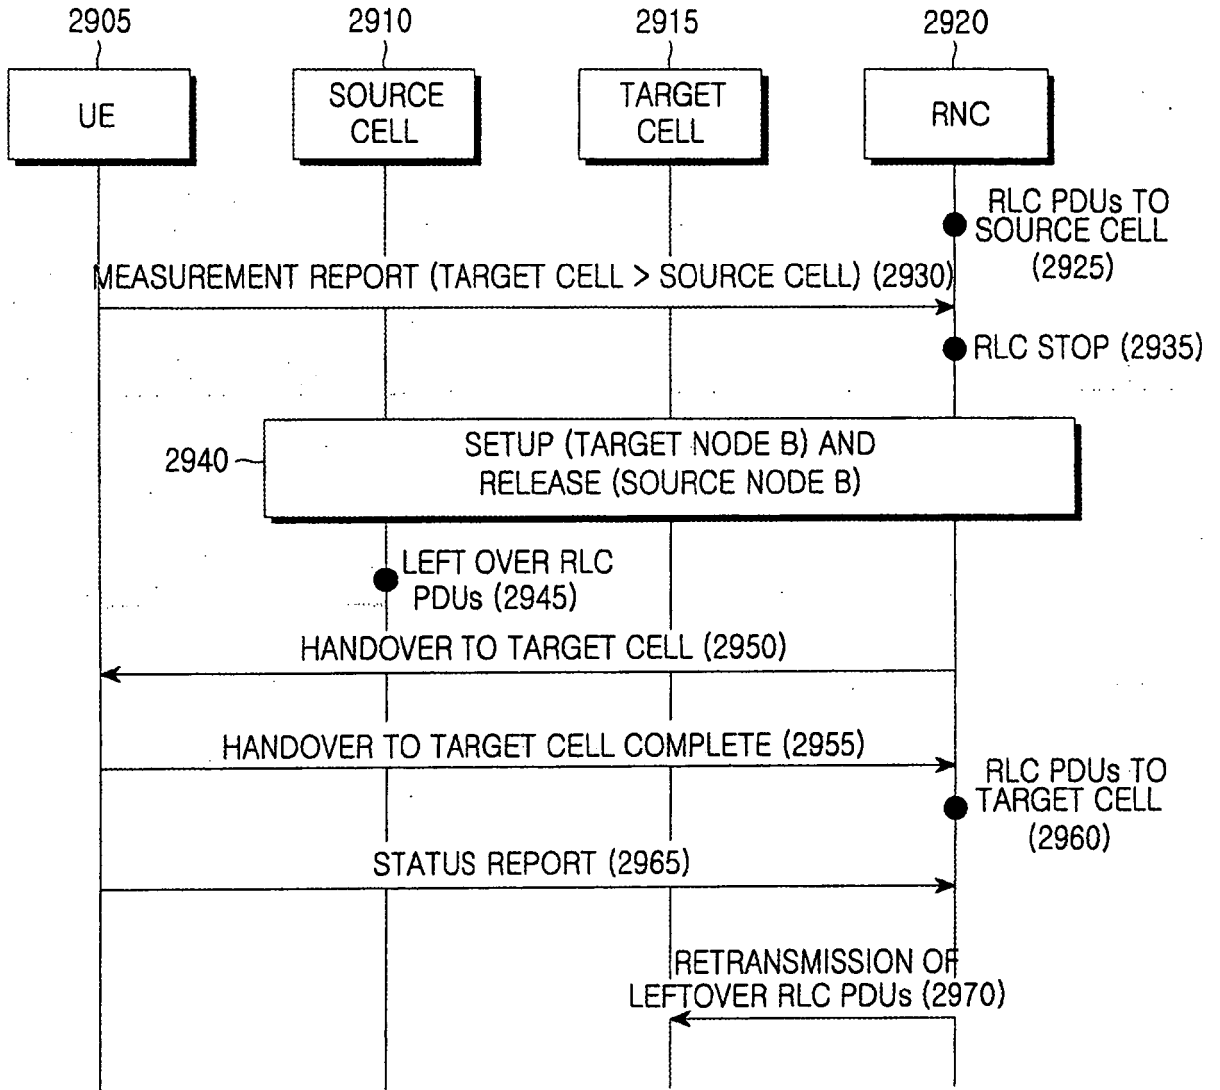 2905 2910 2915 2920
UE
SOURCE
CELL
TARGET
CELL
RNC
RLC PDUs TO
SOURCE CELL
(2925)
MEASUREMENT REPORT (TARGET CELL > SOURCE CELL) (2930)
RLC STOP (2935)
2940
SETUP (TARGET NODE B) AND
RELEASE (SOURCE NODE B)
LEFT OVER RLC
PDUs (2945)
HANDOVER TO TARGET CELL (2950)
HANDOVER TO TARGET CELL COMPLETE (2955)
RLC PDUs TO
TARGET CELL
(2960)
STATUS REPORT (2965)
RETRANSMISSION OF
LEFTOVER RLC PDUs (2970)